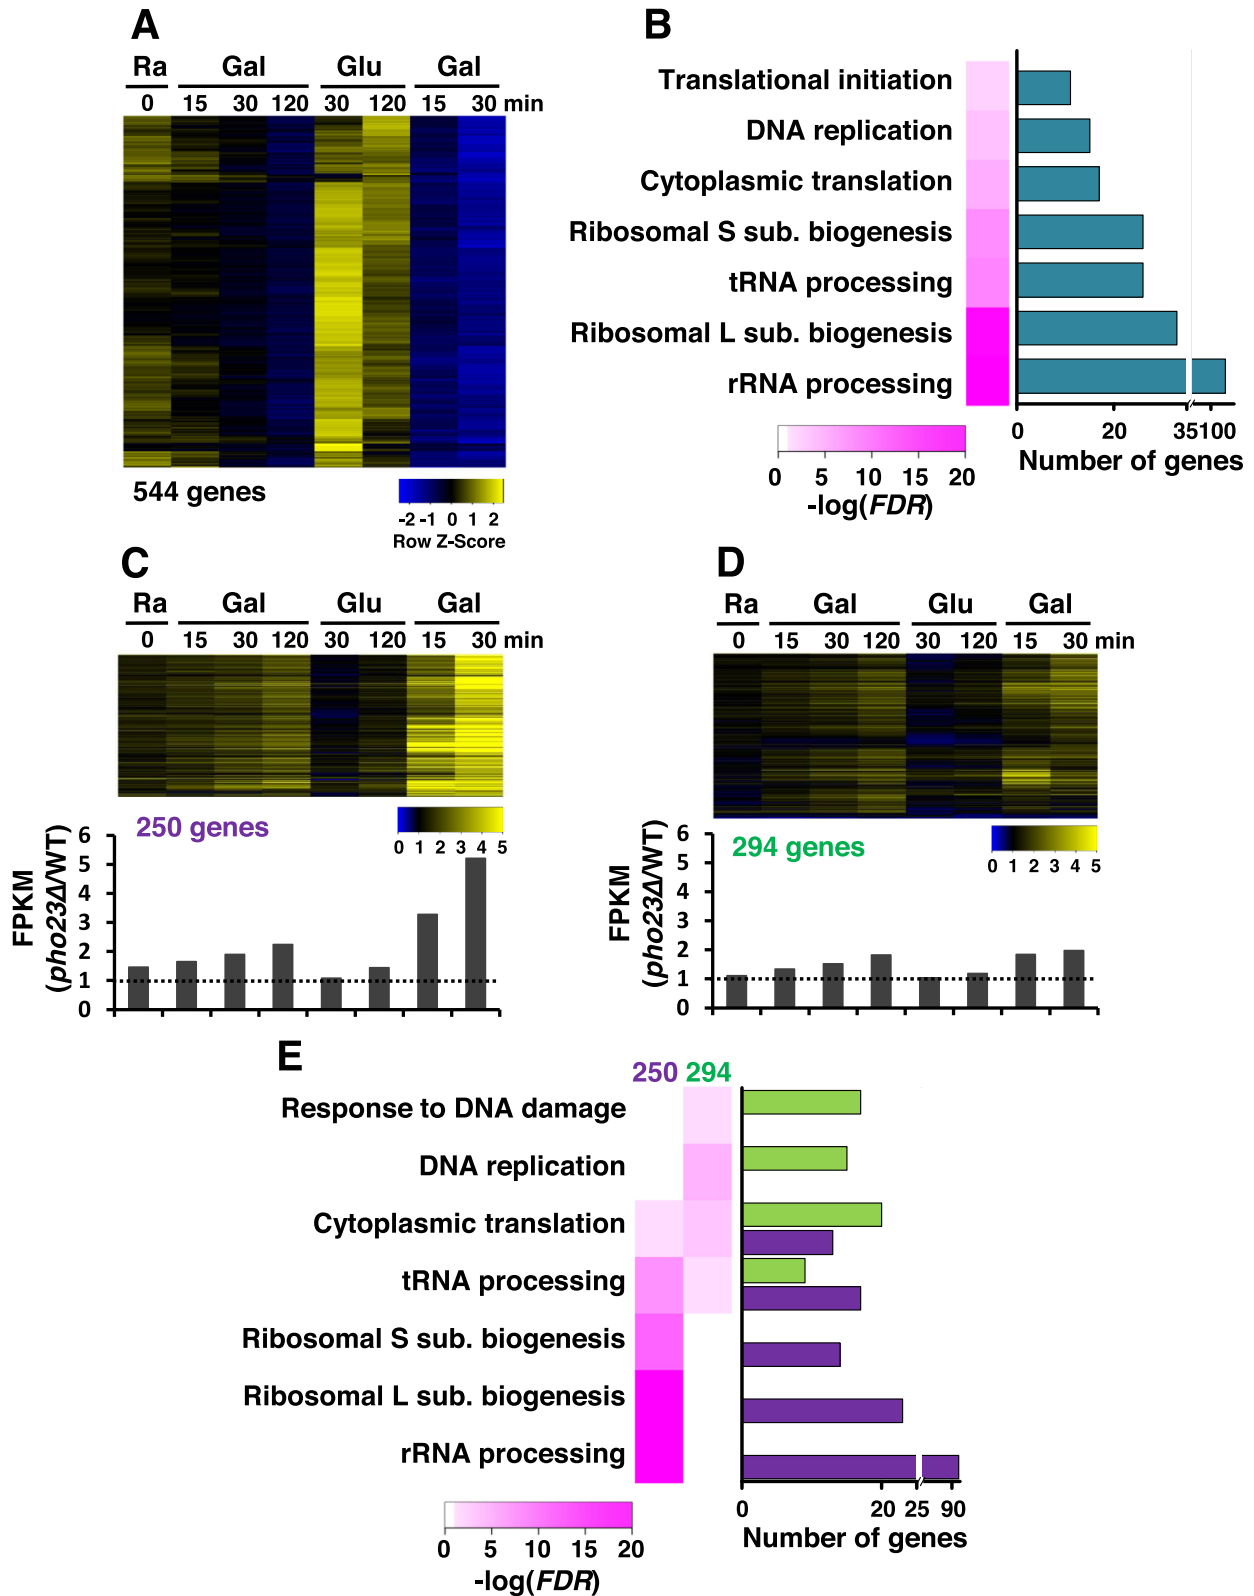 A
Ra Gal Glu Gal
0 15 30 120 30 120 15 30 min
544 genes
-2 -1 0 1 2
Row Z-Score
B
Translational initiation
DNA replication
Cytoplasmic translation
Ribosomal S sub. biogenesis
tRNA processing
Ribosomal L sub. biogenesis
rRNA processing
0 20 35 100
Number of genes
0 5 10 15 20
-log(FDR)
C
Ra Gal Glu Gal
0 15 30 120 30 120 15 30 min
250 genes
0 1 2 3 4 5
FPKM
(pho23Δ/WT)
6
5
4
3
2
1
0
D
Ra Gal Glu Gal
0 15 30 120 30 120 15 30 min
294 genes
0 1 2 3 4 5
FPKM
(pho23Δ/WT)
6
5
4
3
2
1
0
E
250 294
Response to DNA damage
DNA replication
Cytoplasmic translation
tRNA processing
Ribosomal S sub. biogenesis
Ribosomal L sub. biogenesis
rRNA processing
0 20 25 90
Number of genes
0 5 10 15 20
-log(FDR)